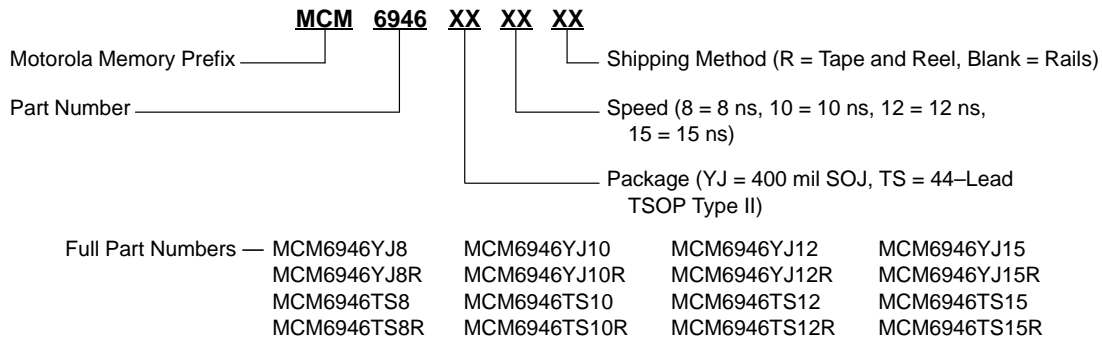 MCM 6946 XX XX XX
Motorola Memory Prefix
Shipping Method (R = Tape and Reel, Blank = Rails)
Part Number
Speed (8 = 8 ns, 10 = 10 ns, 12 = 12 ns,
15 = 15 ns)
Package (YJ = 400 mil SOJ, TS = 44–Lead
TSOP Type II)
Full Part Numbers — MCM6946YJ8 MCM6946YJ10 MCM6946YJ12 MCM6946YJ15
MCM6946YJ8R MCM6946YJ10R MCM6946YJ12R MCM6946YJ15R
MCM6946TS8 MCM6946TS10 MCM6946TS12 MCM6946TS15
MCM6946TS8R MCM6946TS10R MCM6946TS12R MCM6946TS15R